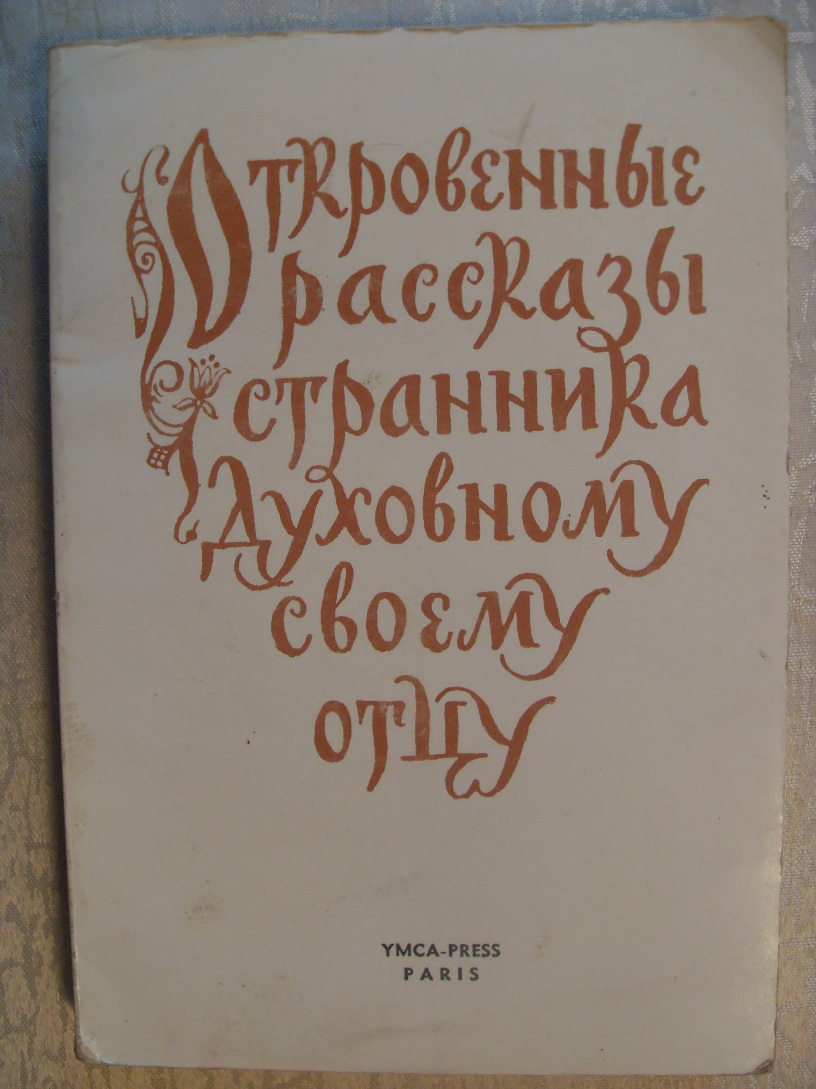 Откровенные
рассказы
странника
духовному
своему
отцу
YMCA-PRESS
PARIS